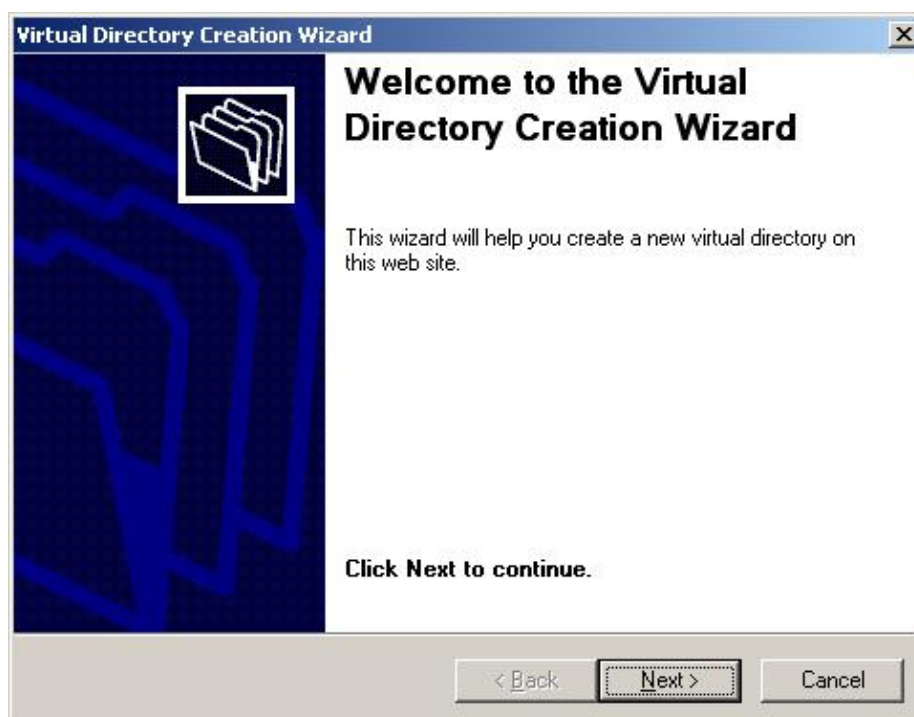 Virtual Directory Creation Wizard
Welcome to the Virtual
Directory Creation Wizard
This wizard will help you create a new virtual directory on
this web site.
Click Next to continue.
< Back
Next >
Cancel